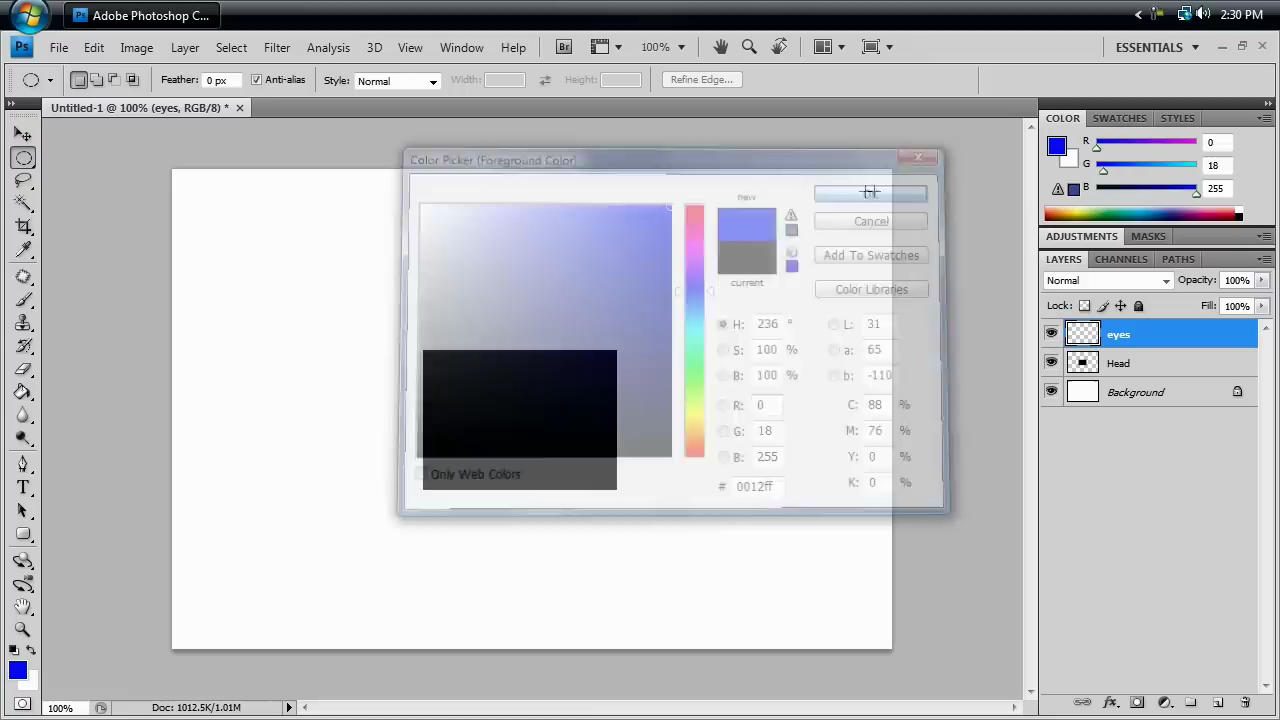 Adobe Photoshop C...
2:30 PM
Ps File Edit Image Layer Select Filter Analysis 3D View Window Help Br 100% ESSENTIALS
Feather: 0 px Anti-alias Style: Normal Width: Height: Refine Edge...
Untitled-1 @ 100% (eyes, RGB/8) *
COLOR SWATCHES STYLES
R 0
G 18
B 255
ADJUSTMENTS MASKS
LAYERS CHANNELS PATHS
Normal Opacity: 100%
Lock: Fill: 100%
eyes
Head
Background
Color Picker (Foreground Color)
new
current
Cancel
Add To Swatches
Color Libraries
H: 236 ° L: 31
S: 100 % a: 65
B: 100 % b: -110
R: 0 C: 88 %
G: 18 M: 76 %
B: 255 Y: 0 %
# 0012ff K: 0 %
Only Web Colors
T
100% Doc: 1012.5K/1.01M